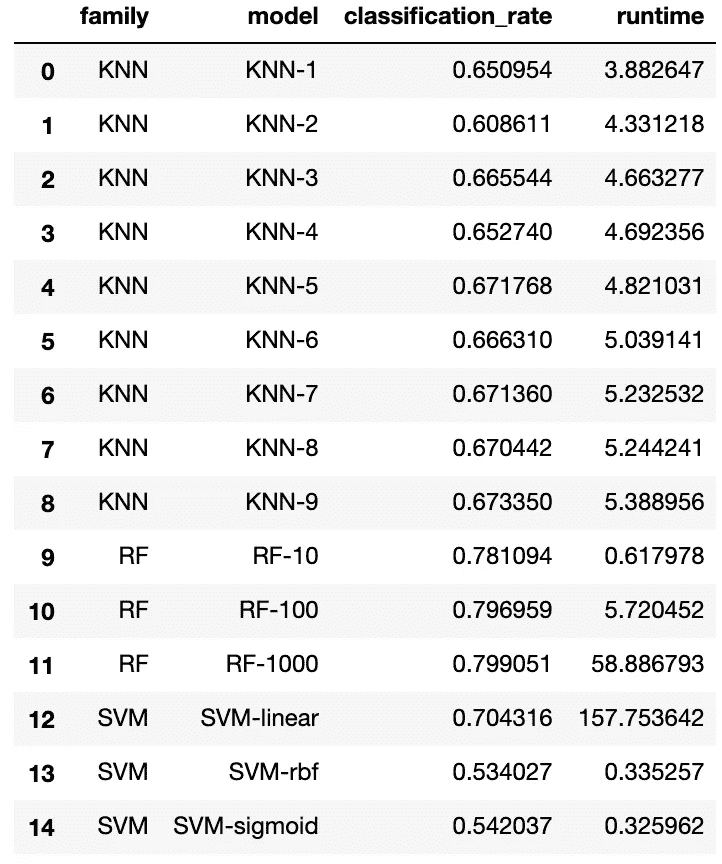 family model classification_rate runtime
0 KNN KNN-1 0.650954 3.882647
1 KNN KNN-2 0.608611 4.331218
2 KNN KNN-3 0.665544 4.663277
3 KNN KNN-4 0.652740 4.692356
4 KNN KNN-5 0.671768 4.821031
5 KNN KNN-6 0.666310 5.039141
6 KNN KNN-7 0.671360 5.232532
7 KNN KNN-8 0.670442 5.244241
8 KNN KNN-9 0.673350 5.388956
9 RF RF-10 0.781094 0.617978
10 RF RF-100 0.796959 5.720452
11 RF RF-1000 0.799051 58.886793
12 SVM SVM-linear 0.704316 157.753642
13 SVM SVM-rbf 0.534027 0.335257
14 SVM SVM-sigmoid 0.542037 0.325962